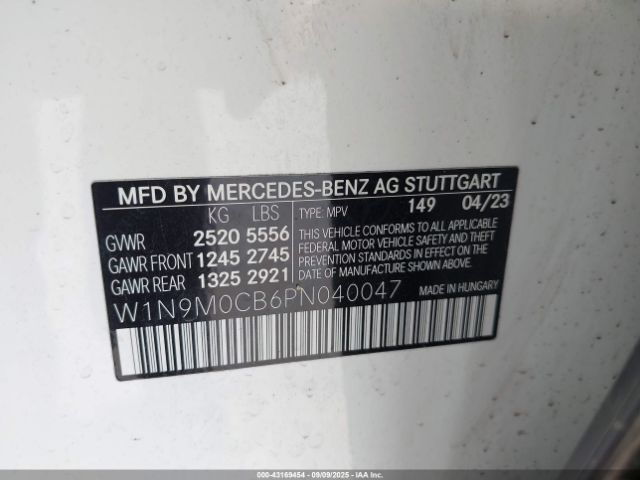 MFD BY MERCEDES-BENZ AG STUTTGART
KG LBS TYPE: MPV 149 04/23
GVWR 2520 5556
GAWR FRONT 1245 2745
GAWR REAR 1325 2921
THIS VEHICLE CONFORMS TO ALL APPLICABLE
FEDERAL MOTOR VEHICLE SAFETY AND THEFT
PREVENTION STANDARDS IN EFFECT ON THE
DATE OF MANUFACTURE SHOWN ABOVE.
W1N9M0CB6PN040047 MADE IN HUNGARY
000-43169454 | 09/09/2025 | IAAI.COM